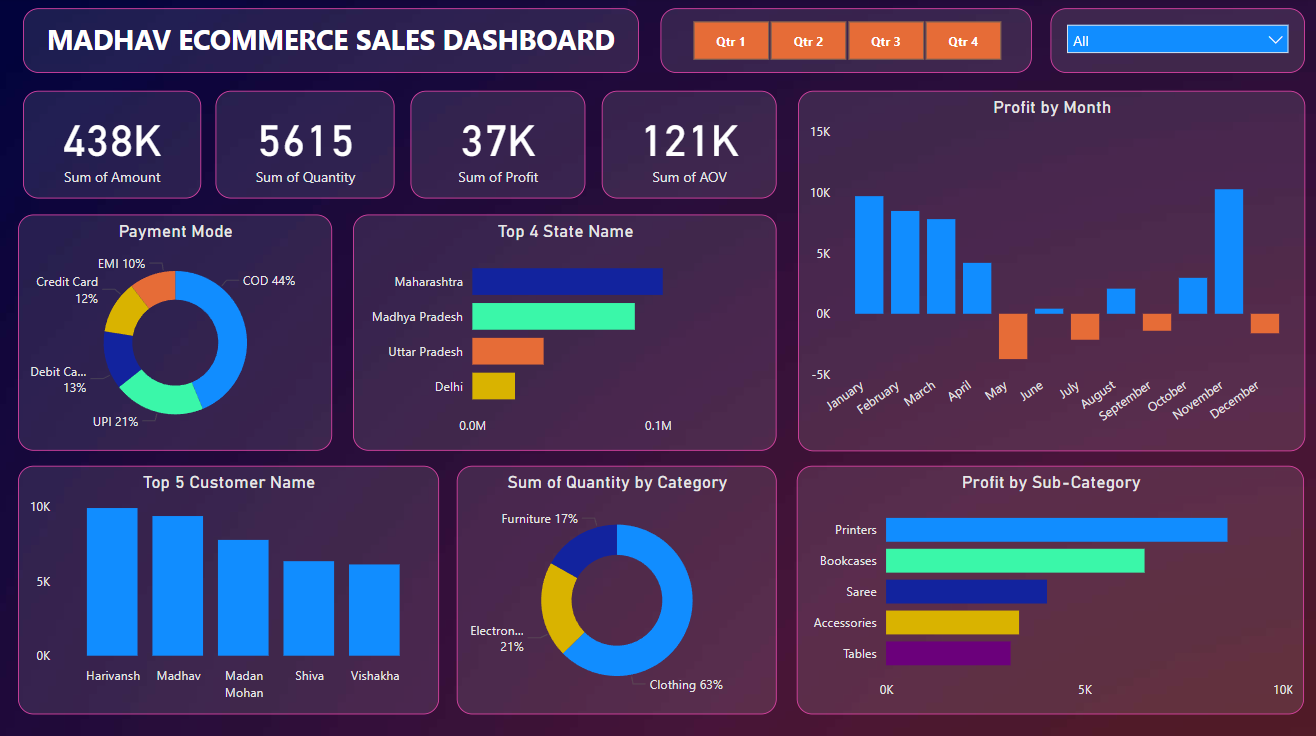 MADHAV ECOMMERCE SALES DASHBOARD
Qtr 1 Qtr 2 Qtr 3 Qtr 4
All
438K
Sum of Amount
5615
Sum of Quantity
37K
Sum of Profit
121K
Sum of AOV
Profit by Month
15K
10K
5K
0K
-5K
January February March April May June July August September October November December
Payment Mode
EMI 10%
COD 44%
Credit Card
12%
Debit Ca...
13%
UPI 21%
Top 4 State Name
Maharashtra
Madhya Pradesh
Uttar Pradesh
Delhi
0.0M 0.1M
Top 5 Customer Name
10K
5K
0K
Harivansh Madhav Madan Shiva Vishakha
Mohan
Sum of Quantity by Category
Furniture 17%
Electron...
21%
Clothing 63%
Profit by Sub-Category
Printers
Bookcases
Saree
Accessories
Tables
0K 5K 10K